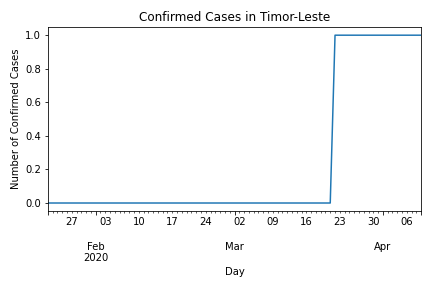 Confirmed Cases in Timor-Leste
Number of Confirmed Cases
1.0
0.8
0.6
0.4
0.2
0.0
27 03 10 17 24 02 09 16 23 30 06
Feb Mar Apr
2020
Day